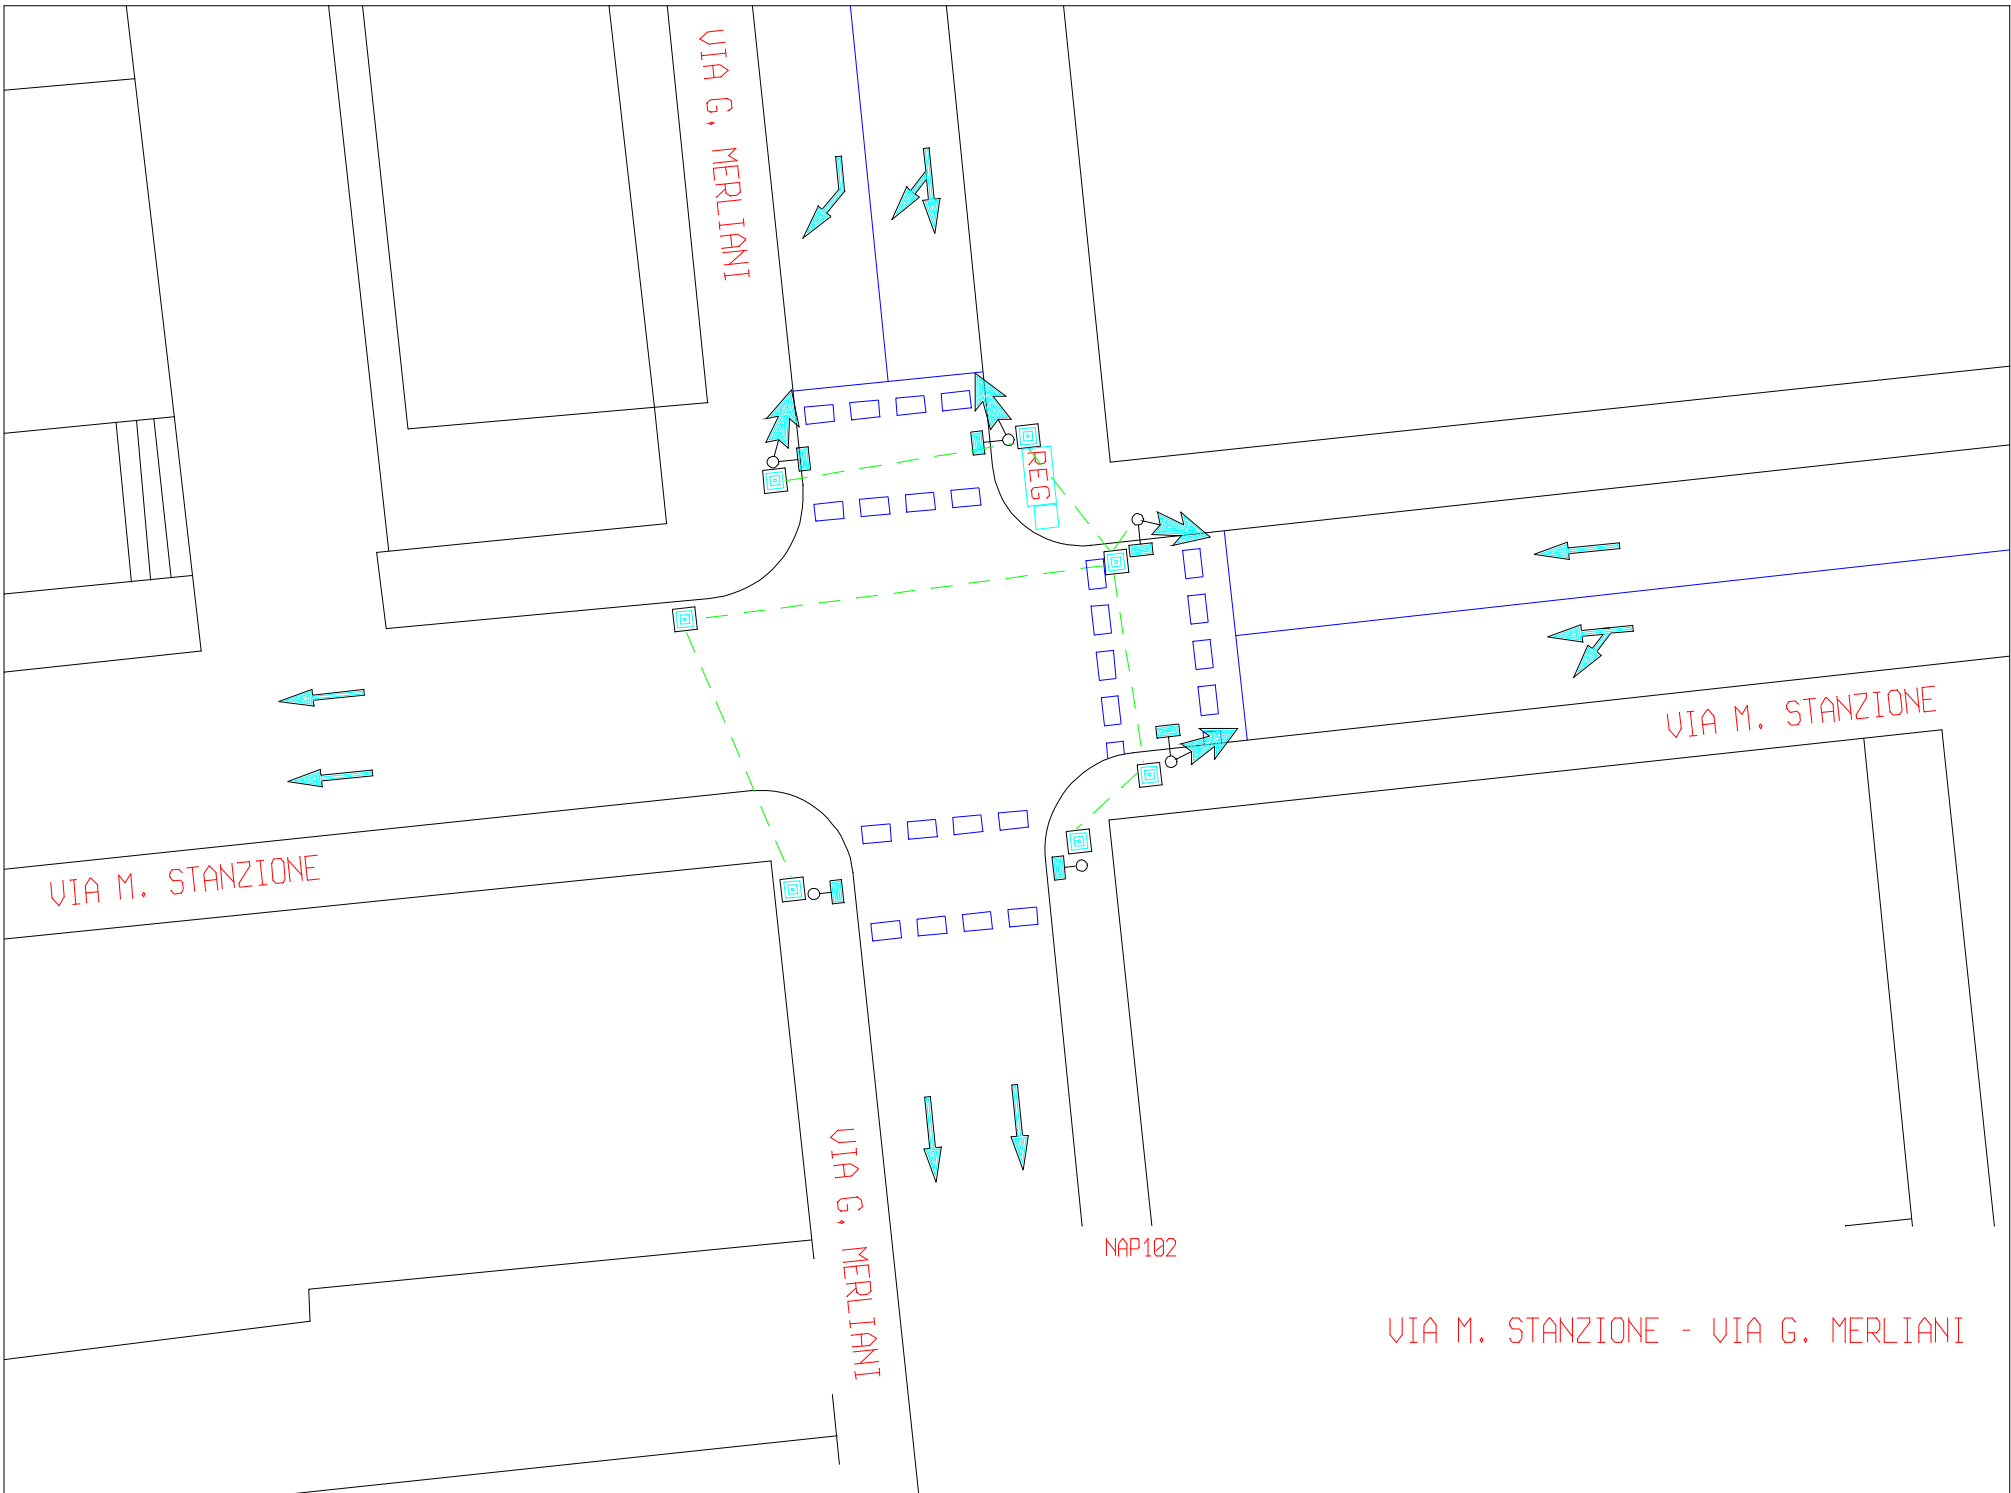 VIA G. MERLIANI
REG
VIA M. STANZIONE
VIA M. STANZIONE
VIA G. MERLIANI
NAP102
VIA M. STANZIONE - VIA G. MERLIANI